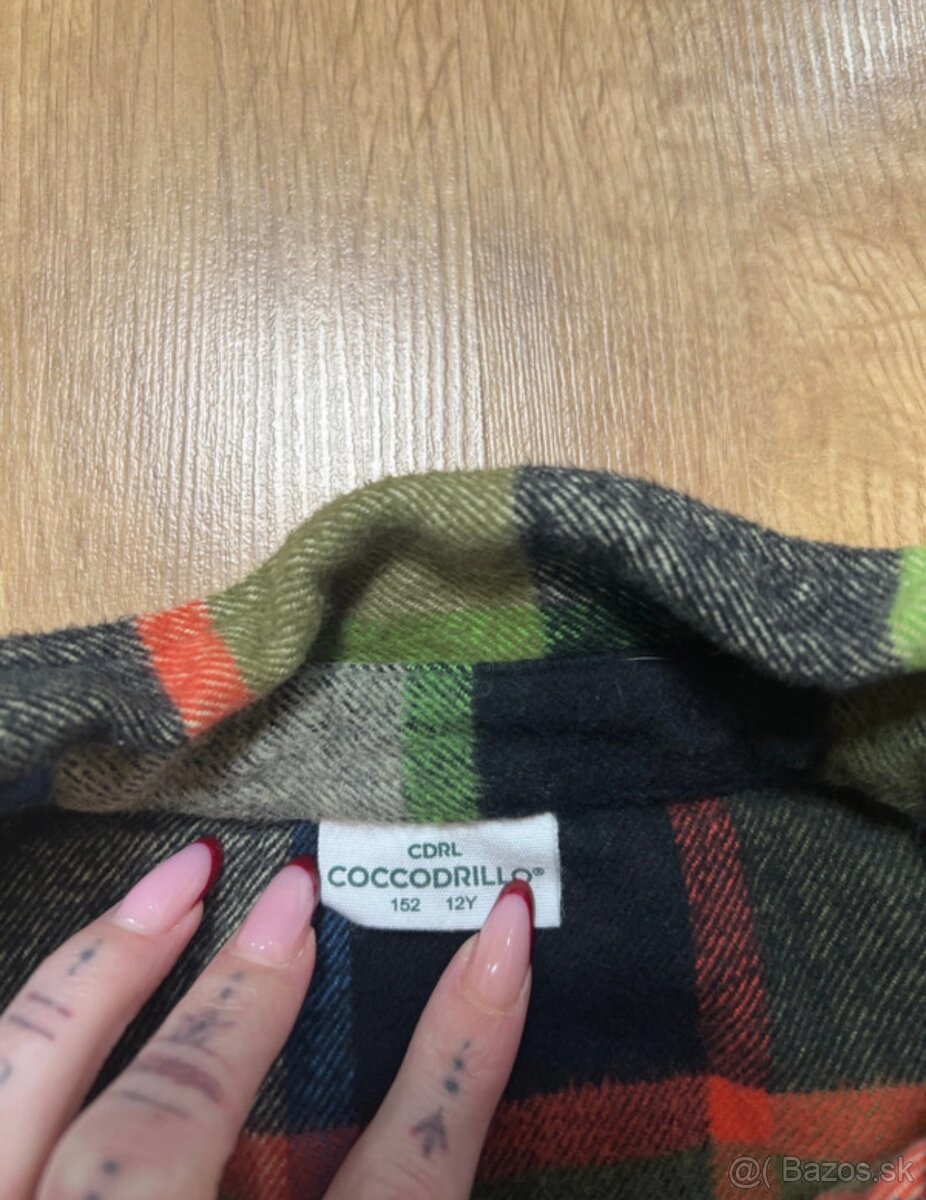 CDRL
COCCODRILLO®
152 12Y
@( Bazos.sk